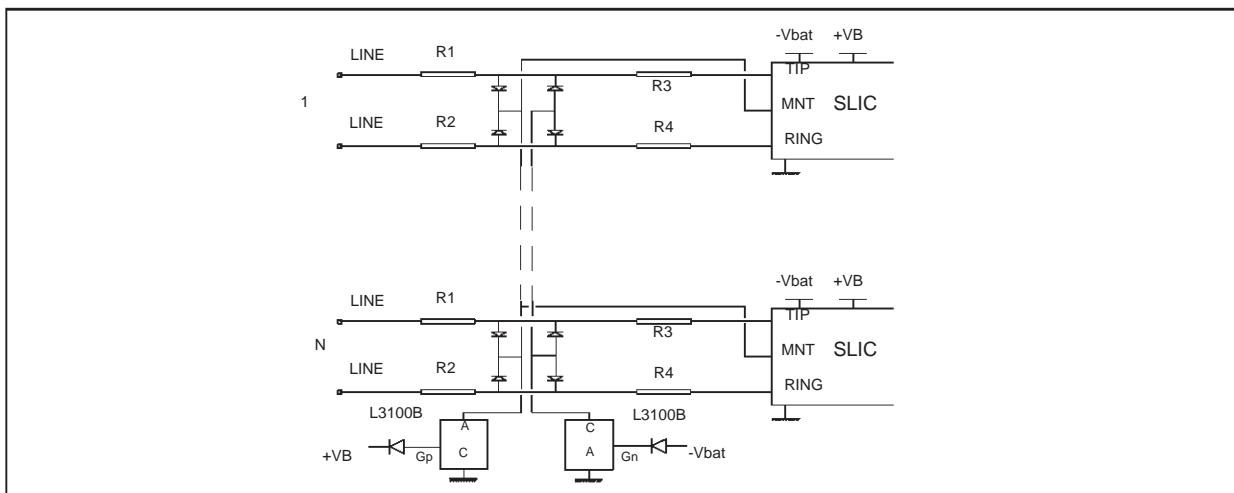 -Vbat +VB
LINE R1
TIP
R3
1
MNT SLIC
LINE R2
R4
RING
-Vbat +VB
LINE R1
TIP
R3
N
MNT SLIC
LINE R2
R4
RING
L3100B L3100B
A C
+VB Gp C A Gn -Vbat